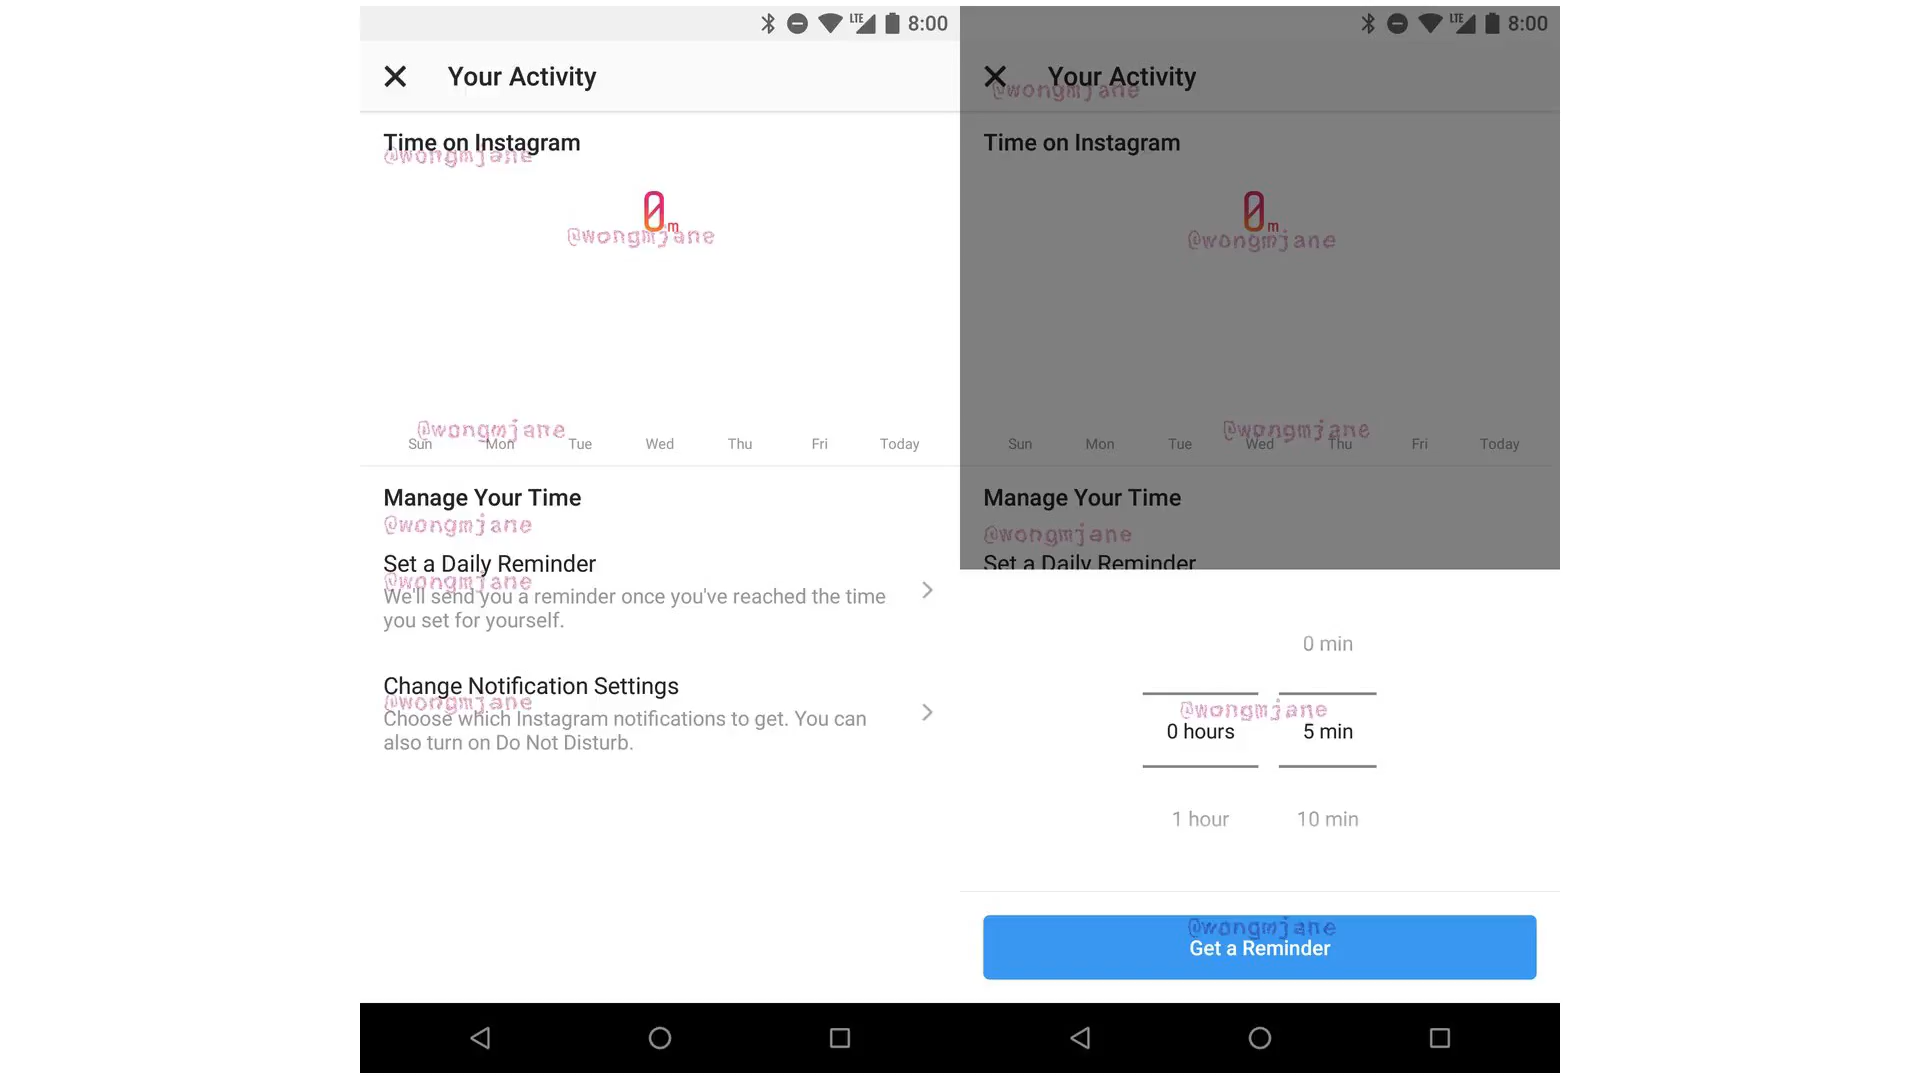 LTE 8:00
Your Activity
Time on Instagram
@wongmjane
0m
@wongmjane
@wongmjane
Sun Mon Tue Wed Thu Fri Today
Manage Your Time
@wongmjane
Set a Daily Reminder
@wongmjane
We'll send you a reminder once you've reached the time
you set for yourself.
Change Notification Settings
@wongmjane
Choose which Instagram notifications to get. You can
also turn on Do Not Disturb.
LTE 8:00
Your Activity
@wongmjane
Time on Instagram
0m
@wongmjane
@wongmjane
Sun Mon Tue Wed Thu Fri Today
Manage Your Time
@wongmjane
Set a Daily Reminder
0 min
@wongmjane
0 hours 5 min
1 hour 10 min
@wongmjane
Get a Reminder